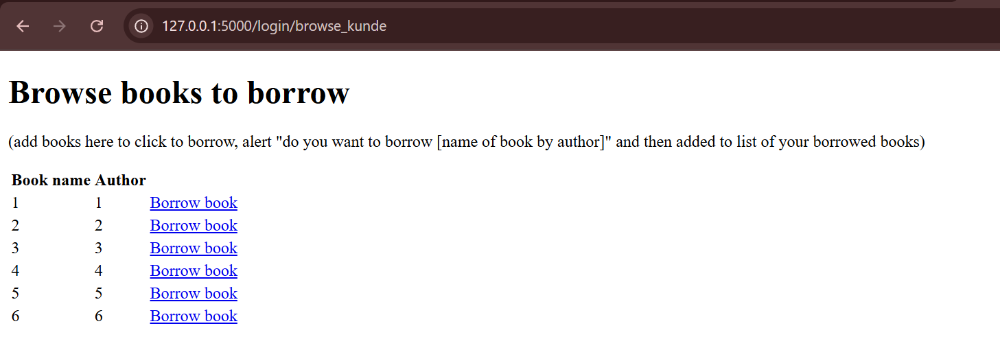 127.0.0.1:5000/login/browse_kunde
Browse books to borrow
(add books here to click to borrow, alert "do you want to borrow [name of book by author]" and then added to list of your borrowed books)
Book name Author
1 1 Borrow book
2 2 Borrow book
3 3 Borrow book
4 4 Borrow book
5 5 Borrow book
6 6 Borrow book